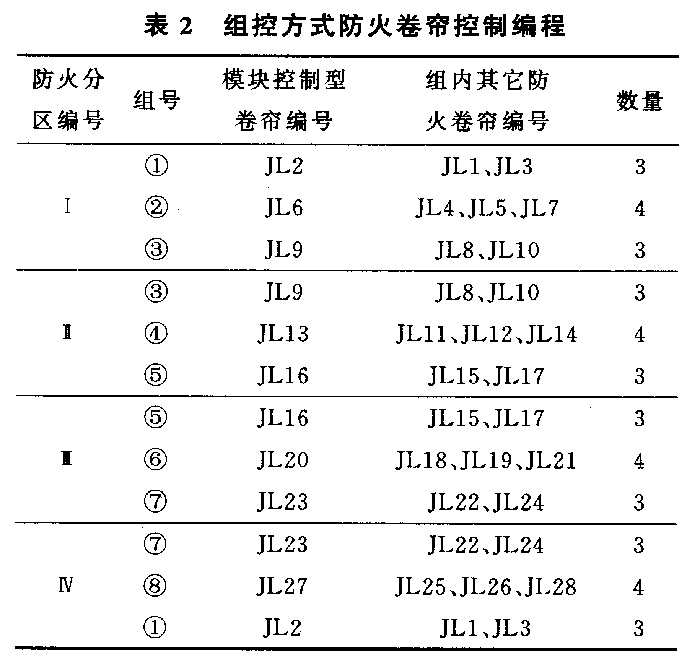 表 2 组控方式防火卷帘控制编程
防火分区编号 组号 模块控制型卷帘编号 组内其它防火卷帘编号 数量
Ⅰ ① JL2 JL1、JL3 3
② JL6 JL4、JL5、JL7 4
③ JL9 JL8、JL10 3
Ⅱ ③ JL9 JL8、JL10 3
④ JL13 JL11、JL12、JL14 4
⑤ JL16 JL15、JL17 3
Ⅲ ⑤ JL16 JL15、JL17 3
⑥ JL20 JL18、JL19、JL21 4
⑦ JL23 JL22、JL24 3
Ⅳ ⑦ JL23 JL22、JL24 3
⑧ JL27 JL25、JL26、JL28 4
① JL2 JL1、JL3 3